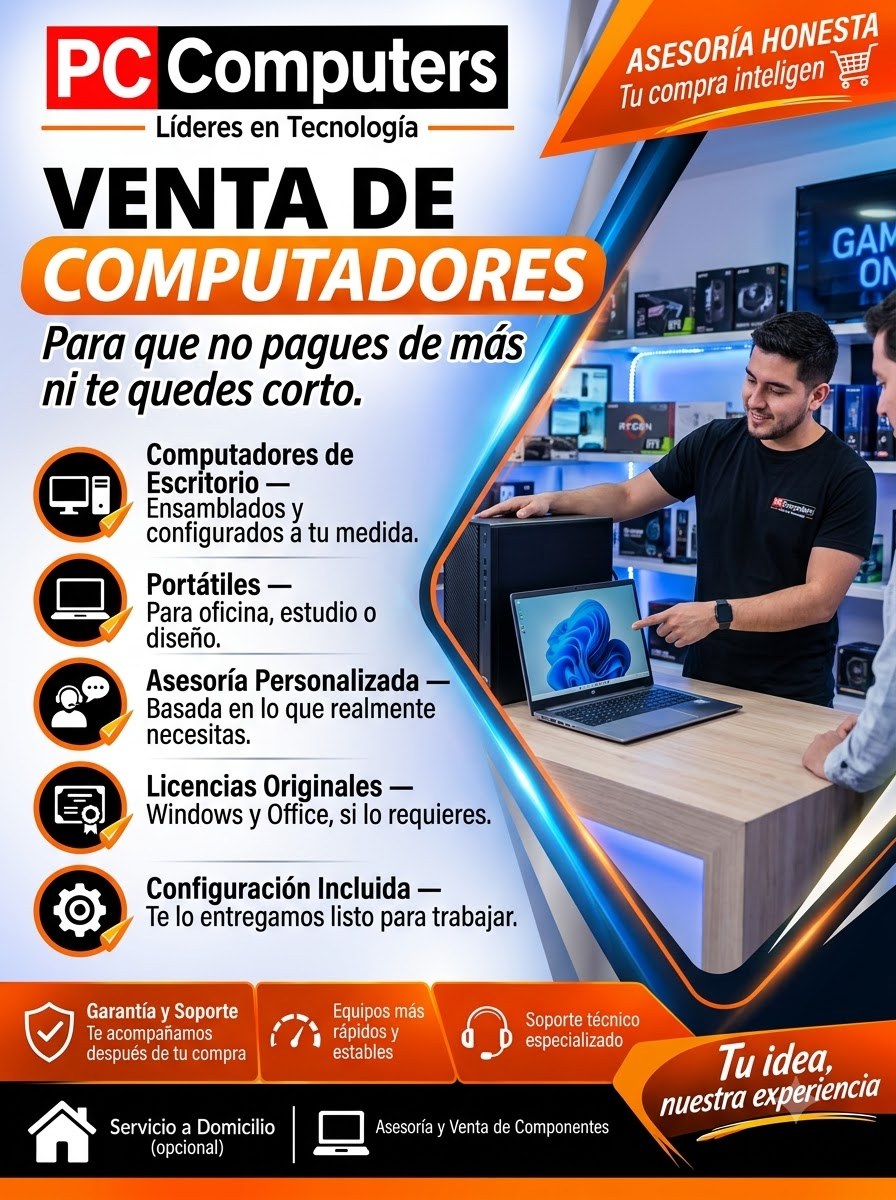 PC Computers
Líderes en Tecnología
ASESORÍA HONESTA
Tu compra inteligen
VENTA DE
COMPUTADORES
Para que no pagues de más
ni te quedes corto.
GAM
ON
RYZEN
PC Computers
Computadores de
Escritorio —
Ensamblados y
configurados a tu medida.
Portátiles —
Para oficina, estudio o
diseño.
Asesoría Personalizada —
Basada en lo que realmente
necesitas.
Licencias Originales —
Windows y Office, si lo requieres.
Configuración Incluida —
Te lo entregamos listo para trabajar.
Garantía y Soporte
Te acompañamos
después de tu compra
Equipos más
rápidos y
estables
Soporte técnico
especializado
Tu idea,
nuestra experiencia
Servicio a Domicilio
(opcional)
Asesoría y Venta de Componentes